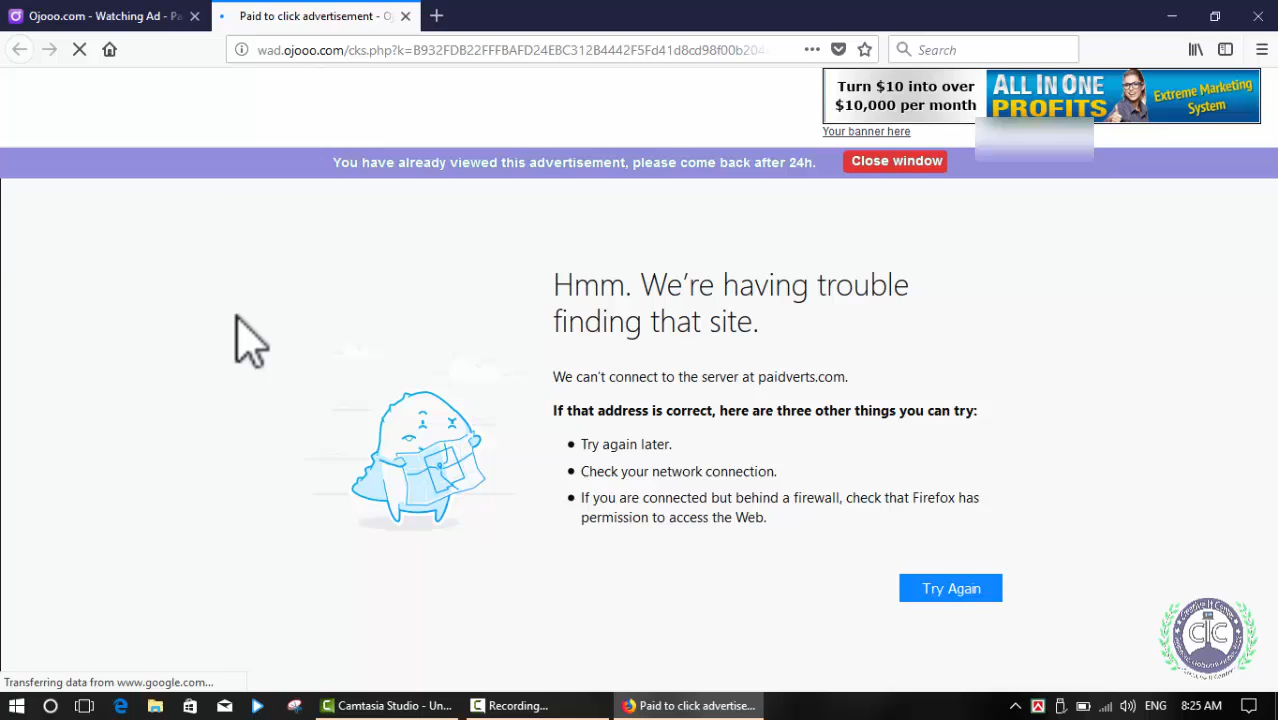 Ojooo.com - Watching Ad - Pa
Paid to click advertisement - Oj
wad.ojooo.com/cks.php?k=B932FDB22FFFBAFD24EBC312B4442F5Fd41d8cd98f00b204
Search
Turn $10 into over
$10,000 per month
ALL IN ONE
PROFITS
Extreme Marketing
System
Your banner here
You have already viewed this advertisement, please come back after 24h.
Close window
Hmm. We're having trouble
finding that site.
We can't connect to the server at paidverts.com.
If that address is correct, here are three other things you can try:
Try again later.
Check your network connection.
If you are connected but behind a firewall, check that Firefox has
permission to access the Web.
Try Again
Creative It Center
CITC
Transferring data from www.google.com...
Camtasia Studio - Un...
Recording...
Paid to click advertise...
ENG
8:25 AM